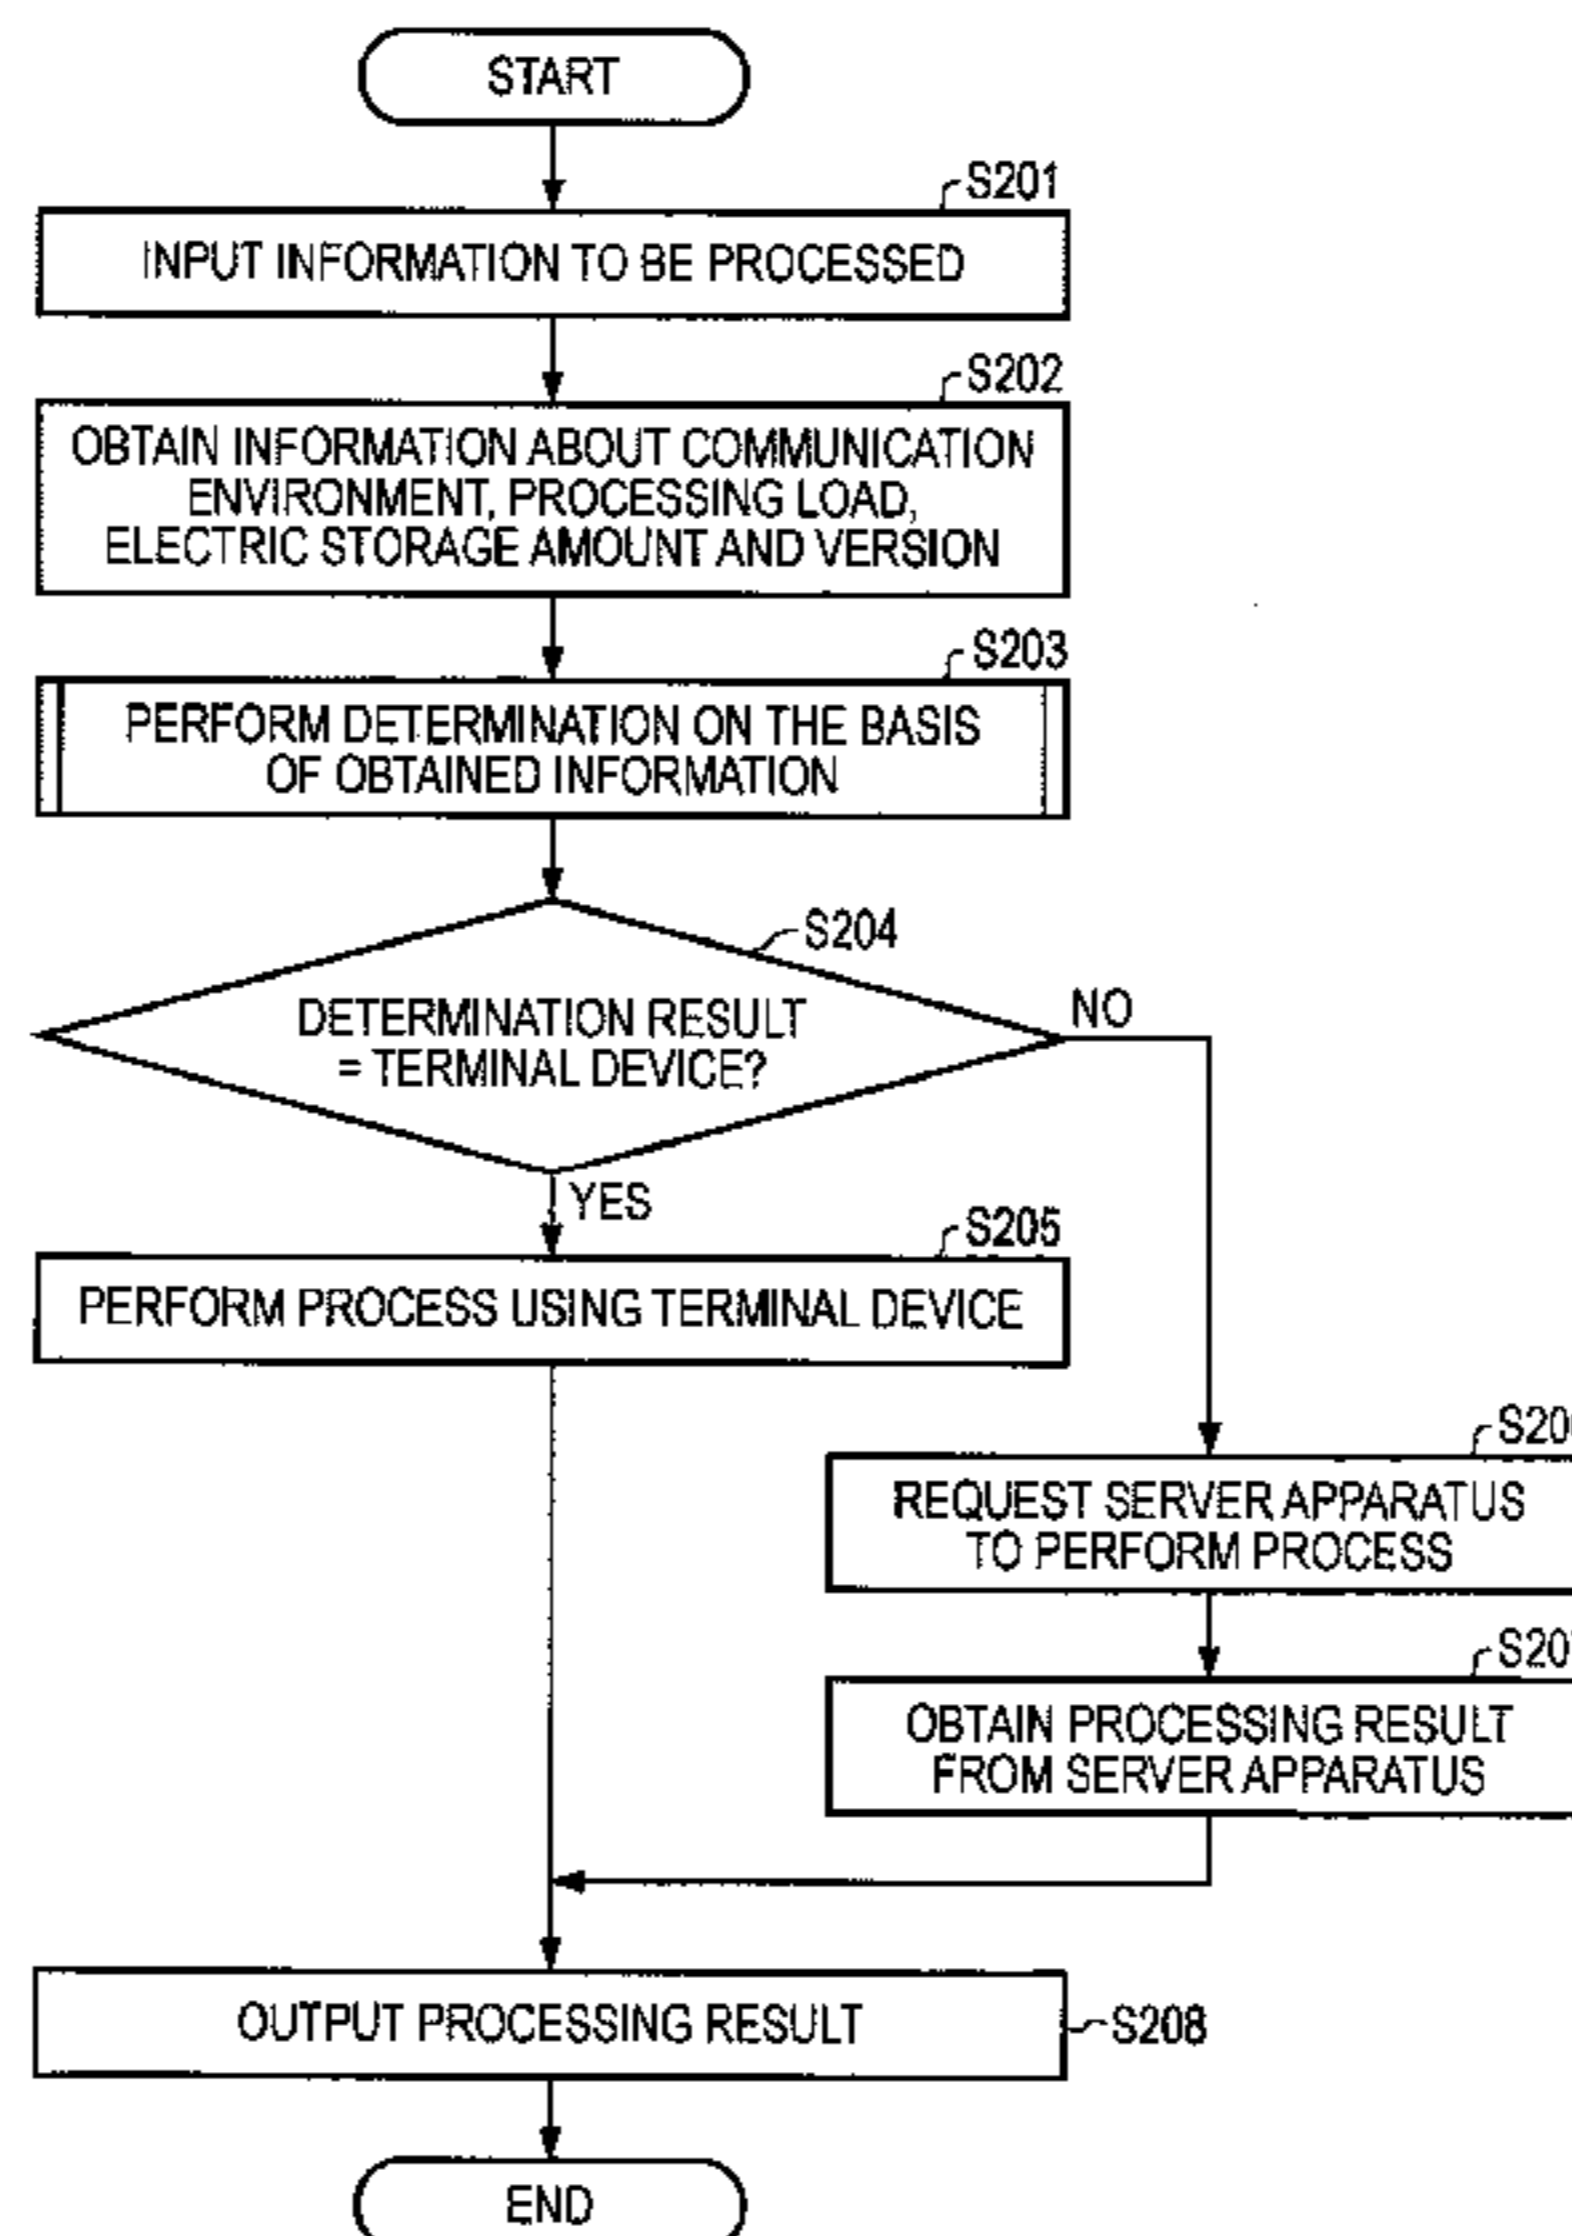 START
S201
INPUT INFORMATION TO BE PROCESSED
S202
OBTAIN INFORMATION ABOUT COMMUNICATION
ENVIRONMENT, PROCESSING LOAD,
ELECTRIC STORAGE AMOUNT AND VERSION
S203
PERFORM DETERMINATION ON THE BASIS
OF OBTAINED INFORMATION
S204
DETERMINATION RESULT
= TERMINAL DEVICE?
NO
YES
S205
PERFORM PROCESS USING TERMINAL DEVICE
REQUEST SERVER APPARATUS
TO PERFORM PROCESS
OBTAIN PROCESSING RESULT
FROM SERVER APPARATUS
OUTPUT PROCESSING RESULT
S208
END